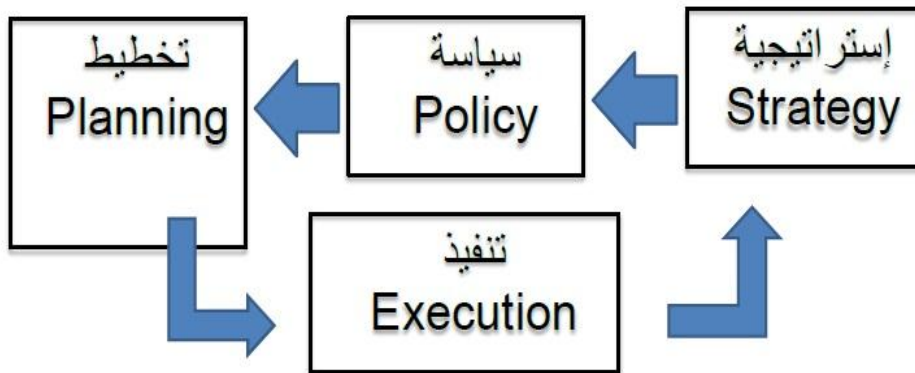 إستراتيجية
Strategy
سياسة
Policy
تخطيط
Planning
تنفيذ
Execution